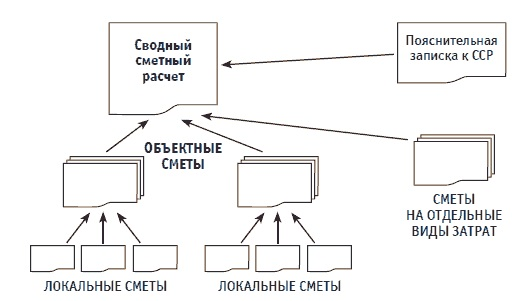 Сводный
сметный
расчет
Пояснительная
записка к ССР
ОБЪЕКТНЫЕ
СМЕТЫ
СМЕТЫ
НА ОТДЕЛЬНЫЕ
ВИДЫ ЗАТРАТ
ЛОКАЛЬНЫЕ СМЕТЫ
ЛОКАЛЬНЫЕ СМЕТЫ